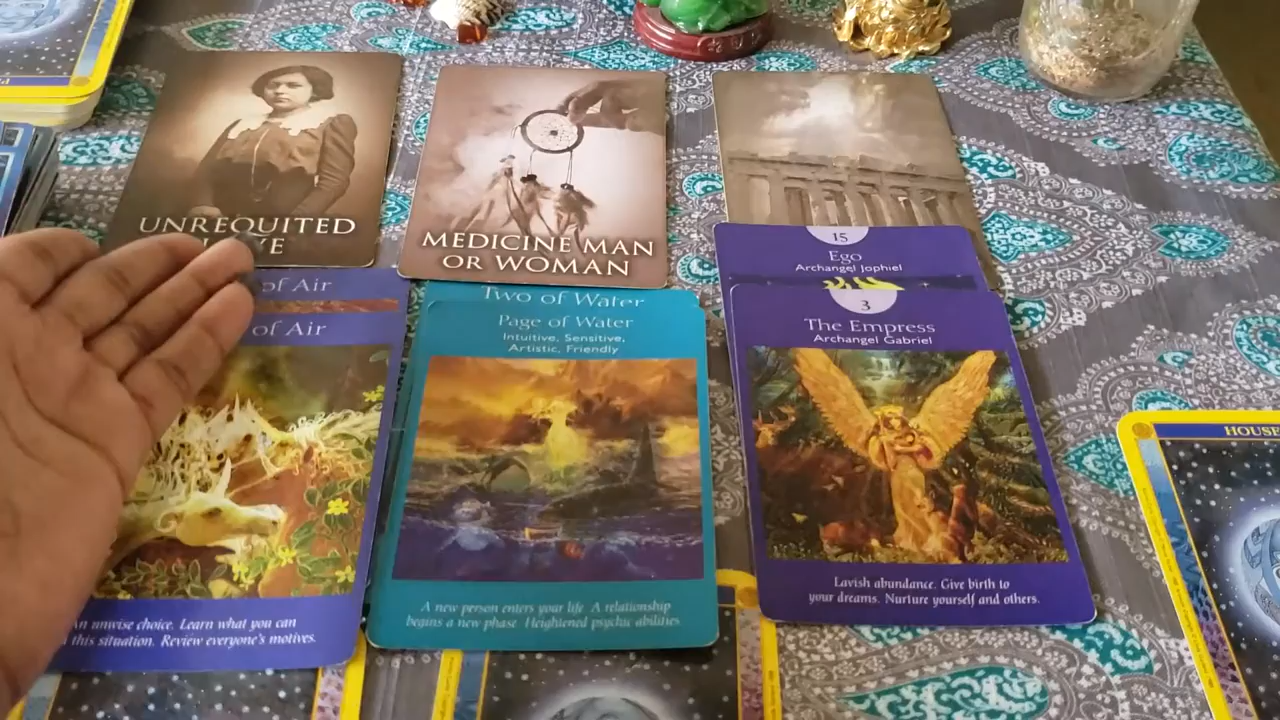 UNREQUITED
MEDICINE MAN
OR WOMAN
of Air
of Air
An unwise choice. Learn what you can
this situation. Review everyone's motives.
Two of Water
Page of Water
Intuitive, Sensitive,
Artistic, Friendly
A new person enters your life. A relationship
begins a new phase. Heightened psychic abilities.
15
Ego
Archangel Jophiel
3
The Empress
Archangel Gabriel
Lavish abundance. Give birth to
your dreams. Nurture yourself and others.
HOUSE